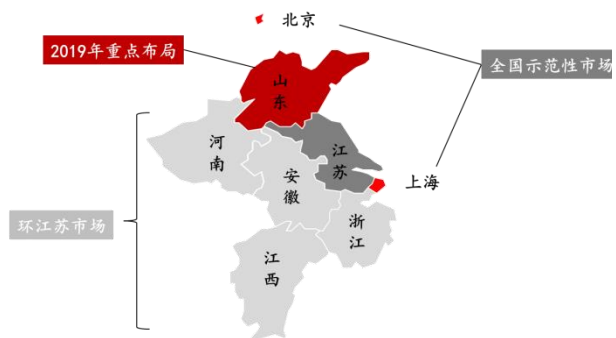 北京
2019年重点布局
全国示范性市场
山东
河南
江苏
安徽
上海
环江苏市场
浙江
江西